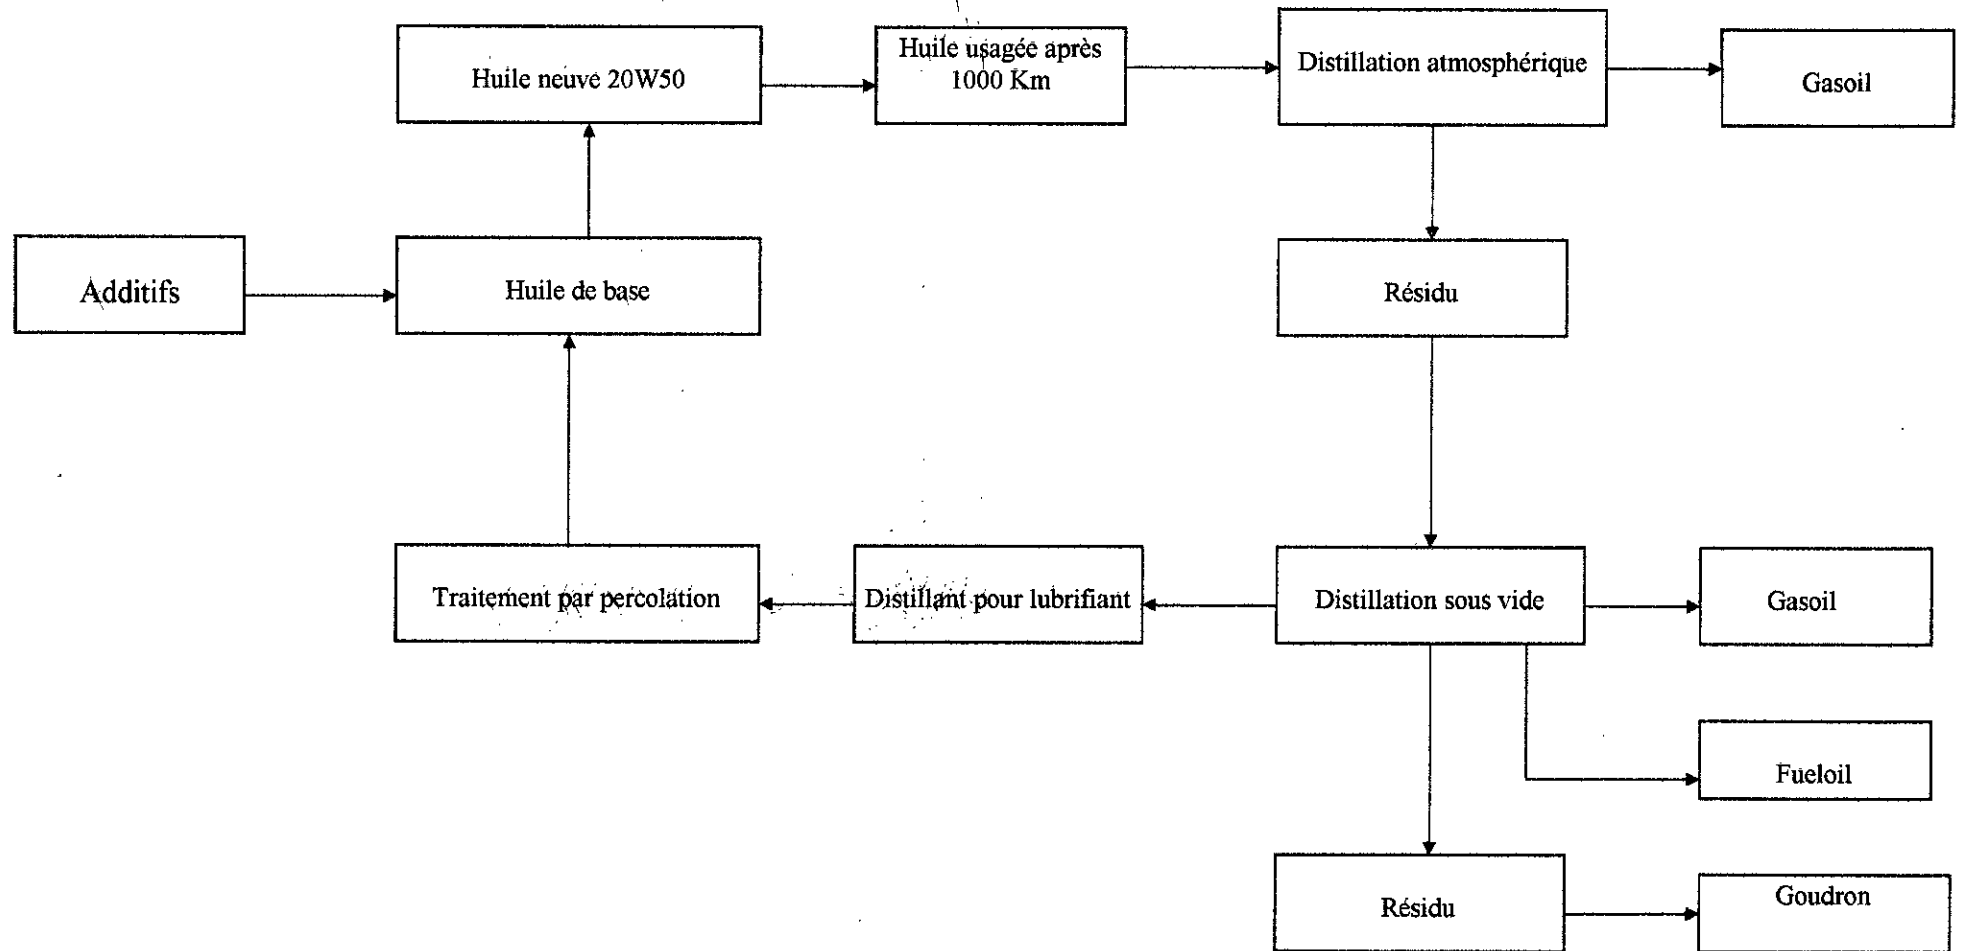 Huile neuve 20W50
Huile usagée après
1000 Km
Distillation atmosphérique
Gasoil
Additifs
Huile de base
Résidu
Traitement par percolation
Distillant pour lubrifiant
Distillation sous vide
Gasoil
Fueloil
Résidu
Goudron